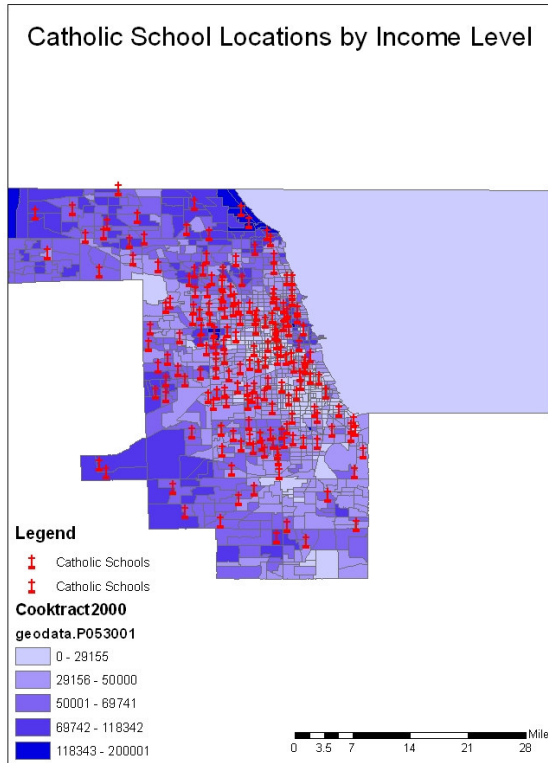 Catholic School Locations by Income Level
Legend
Catholic Schools
Catholic Schools
Cooktract2000
geodata.P053001
0 - 29155
29156 - 50000
50001 - 69741
69742 - 118342
118343 - 200001
Mile
0 3.5 7 14 21 28